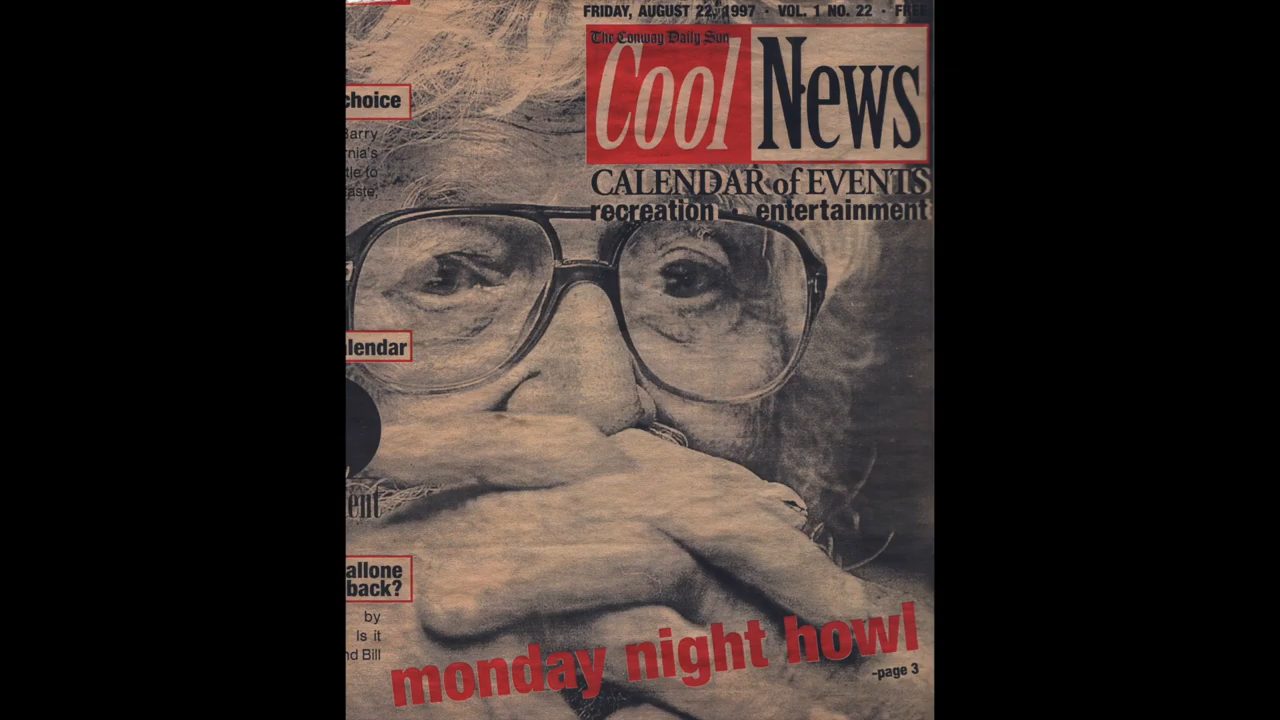 FRIDAY, AUGUST 22, 1997 · VOL. 1 NO. 22 · FREE
The Conway Daily Sun
Cool News
CALENDAR of EVENTS
recreation · entertainment
choice
Barry
rnia's
tle to
aste,
lendar
ent
allone
back?
by
Is it
nd Bill
monday night howl
-page 3